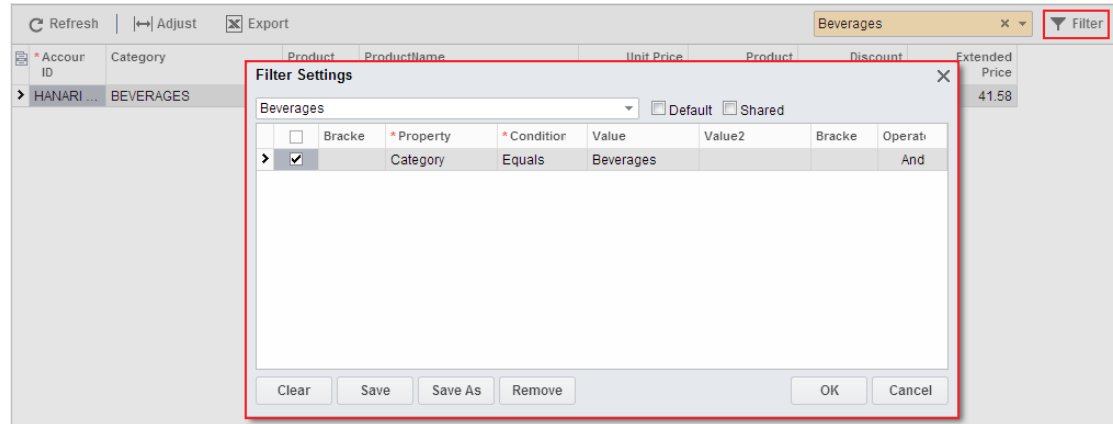 Refresh Adjust Export Beverages Filter
* Accour Category Product ProductName Unit Price Product Discount Extended
ID Price
HANARI ... BEVERAGES 41.58
Filter Settings
Beverages Default Shared
Bracke * Property * Condition Value Value2 Bracke Operat
Category Equals Beverages And
Clear Save Save As Remove OK Cancel